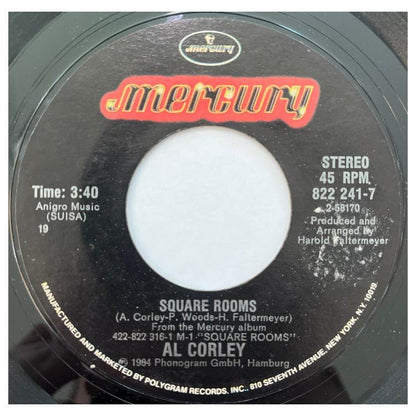 mercury
mercury
STEREO
45 RPM
822 241-7
2-58170
Produced and
Arranged by
Harold Faltermeyer
Time: 3:40
Anigro Music
(SUISA)
19
SQUARE ROOMS
(A. Corley-P. Woods-H. Faltermeyer)
From the Mercury album
422-822 316-1 M-1 "SQUARE ROOMS"
AL CORLEY
℗ 1984 Phonogram GmbH, Hamburg
MANUFACTURED AND MARKETED BY POLYGRAM RECORDS, INC., 810 SEVENTH AVENUE, NEW YORK, N.Y. 10019